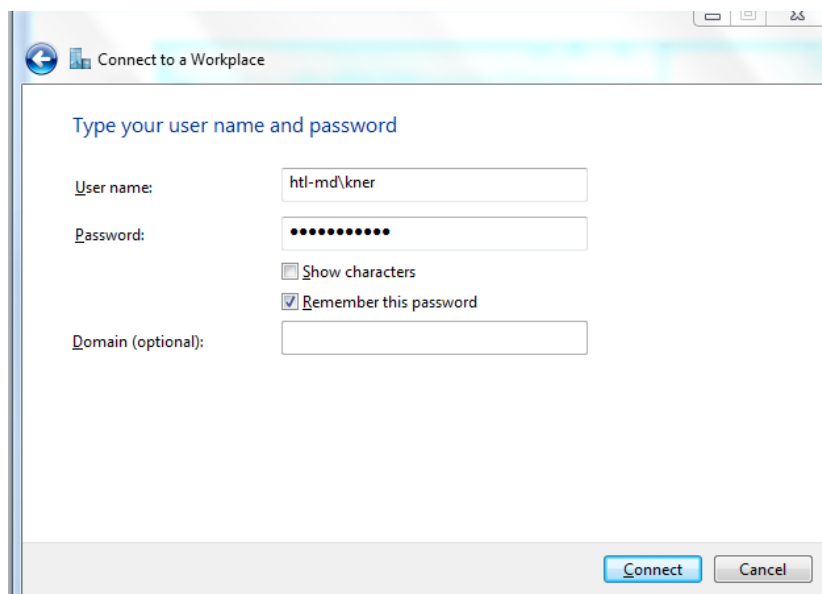 Connect to a Workplace
Type your user name and password
User name: htl-md\kner
Password: ●●●●●●●●●●●
Show characters
Remember this password
Domain (optional):
Connect Cancel